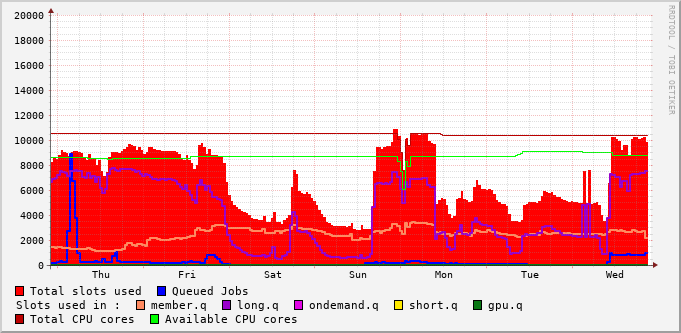 20000
18000
16000
14000
12000
10000
8000
6000
4000
2000
0
Thu Fri Sat Sun Mon Tue Wed
RRDTOOL / TOBI OETIKER
Total slots used Queued Jobs
Slots used in : member.q long.q ondemand.q short.q gpu.q
Total CPU cores Available CPU cores